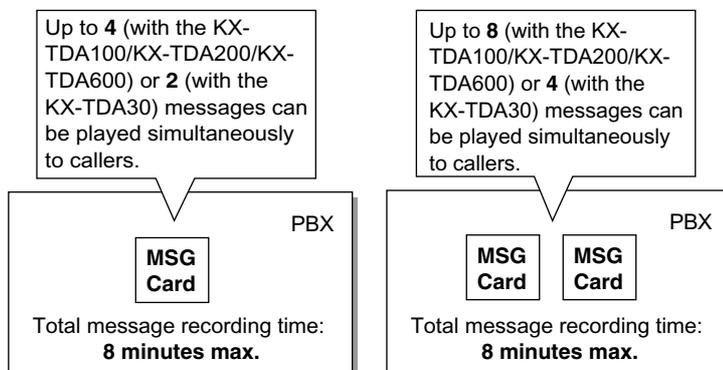 Up to 4 (with the KX-
TDA100/KX-TDA200/KX-
TDA600) or 2 (with the
KX-TDA30) messages can
be played simultaneously
to callers.
PBX
MSG
Card
Total message recording time:
8 minutes max.
Up to 8 (with the KX-
TDA100/KX-TDA200/KX-
TDA600) or 4 (with the
KX-TDA30) messages can
be played simultaneously
to callers.
PBX
MSG
Card
MSG
Card
Total message recording time:
8 minutes max.